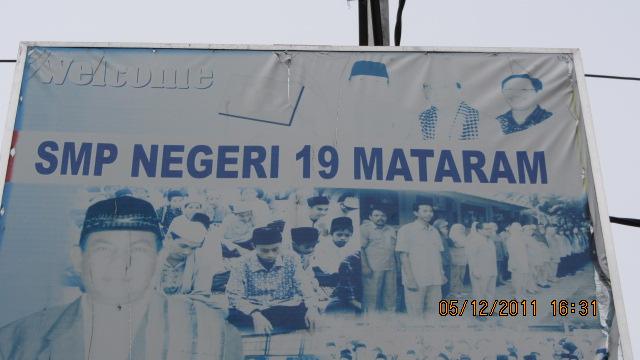 Welcome
SMP NEGERI 19 MATARAM
05/12/2011 16:31